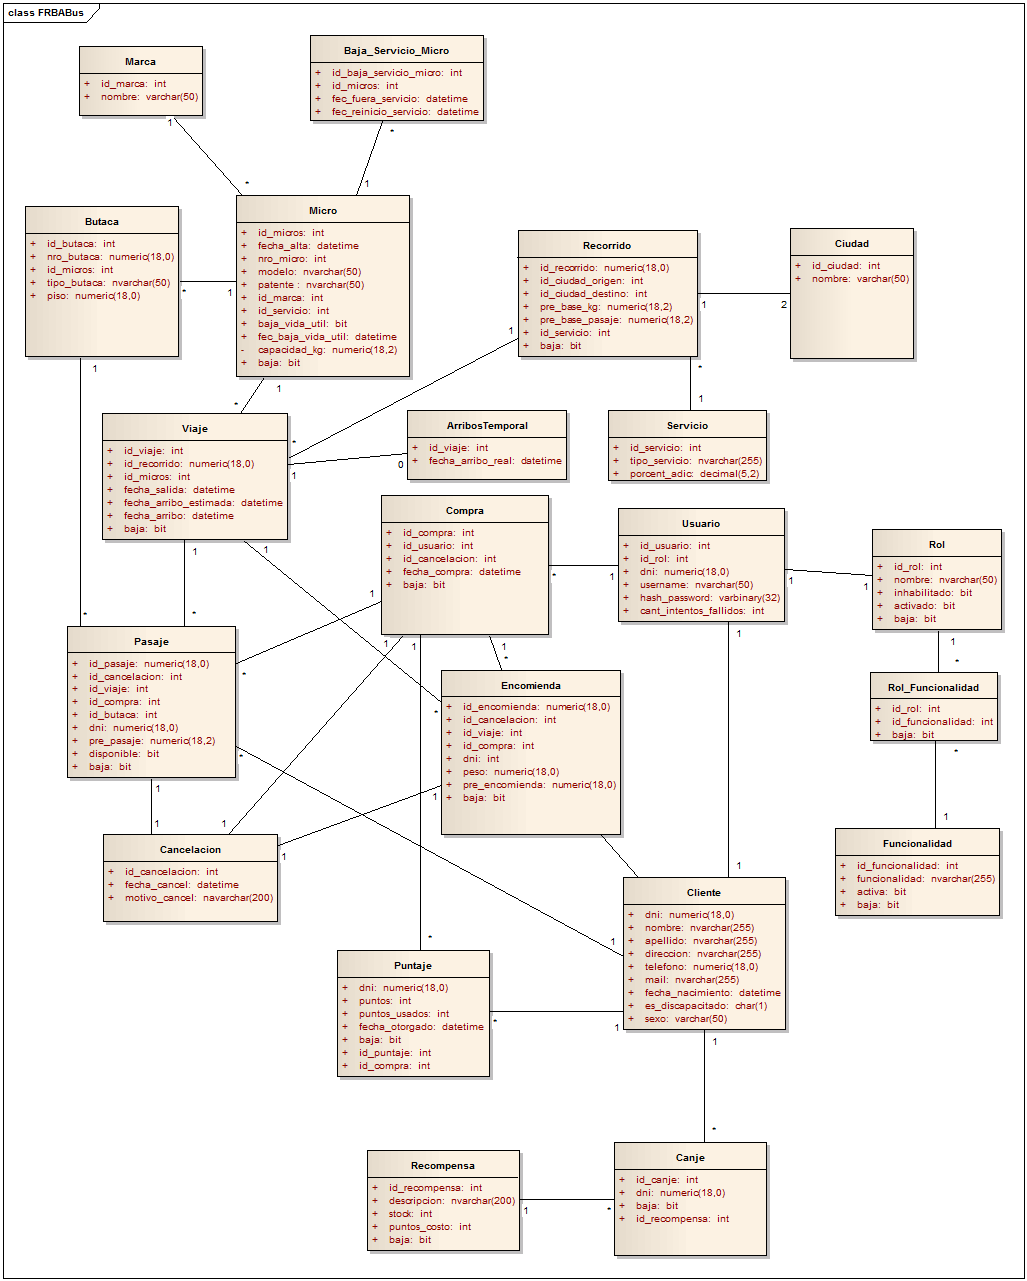 class FRBABus
Marca
+ id_marca: int
+ nombre: varchar(50)
1
*
Baja_Servicio_Micro
+ id_baja_servicio_micro: int
+ id_micros: int
+ fec_fuera_servicio: datetime
+ fec_reinicio_servicio: datetime
*
1
Butaca
+ id_butaca: int
+ nro_butaca: numeric(18,0)
+ id_micros: int
+ tipo_butaca: nvarchar(50)
+ piso: numeric(18,0)
*
1
1
*
Micro
+ id_micros: int
+ fecha_alta: datetime
+ nro_micro: int
+ modelo: nvarchar(50)
+ patente : nvarchar(50)
+ id_marca: int
+ id_servicio: int
+ baja_vida_util: bit
+ fec_baja_vida_util: datetime
- capacidad_kg: numeric(18,2)
+ baja: bit
1
*
Recorrido
+ id_recorrido: numeric(18,0)
+ id_ciudad_origen: int
+ id_ciudad_destino: int
+ pre_base_kg: numeric(18,2)
+ pre_base_pasaje: numeric(18,2)
+ id_servicio: int
+ baja: bit
1
2
1
*
*
1
Ciudad
+ id_ciudad: int
+ nombre: varchar(50)
Viaje
+ id_viaje: int
+ id_recorrido: numeric(18,0)
+ id_micros: int
+ fecha_salida: datetime
+ fecha_arribo_estimada: datetime
+ fecha_arribo: datetime
+ baja: bit
1
0
1
*
1
*
ArribosTemporal
+ id_viaje: int
+ fecha_arribo_real: datetime
Servicio
+ id_servicio: int
+ tipo_servicio: nvarchar(255)
+ porcent_adic: decimal(5,2)
Compra
+ id_compra: int
+ id_usuario: int
+ id_cancelacion: int
+ fecha_compra: datetime
+ baja: bit
*
1
1
*
1
1
1
*
1
*
Usuario
+ id_usuario: int
+ id_rol: int
+ dni: numeric(18,0)
+ username: nvarchar(50)
+ hash_password: varbinary(32)
+ cant_intentos_fallidos: int
1
1
1
1
Rol
+ id_rol: int
+ nombre: nvarchar(50)
+ inhabilitado: bit
+ activado: bit
+ baja: bit
1
*
Pasaje
+ id_pasaje: numeric(18,0)
+ id_cancelacion: int
+ id_viaje: int
+ id_compra: int
+ id_butaca: int
+ dni: numeric(18,0)
+ pre_pasaje: numeric(18,2)
+ disponible: bit
+ baja: bit
1
1
*
1
Encomienda
+ id_encomienda: numeric(18,0)
+ id_cancelacion: int
+ id_viaje: int
+ id_compra: int
+ dni: int
+ peso: numeric(18,0)
+ pre_encomienda: numeric(18,0)
+ baja: bit
1
1
Rol_Funcionalidad
+ id_rol: int
+ id_funcionalidad: int
+ baja: bit
*
1
Cancelacion
+ id_cancelacion: int
+ fecha_cancel: datetime
+ motivo_cancel: navarchar(200)
Funcionalidad
+ id_funcionalidad: int
+ funcionalidad: nvarchar(255)
+ activa: bit
+ baja: bit
Cliente
+ dni: numeric(18,0)
+ nombre: nvarchar(255)
+ apellido: nvarchar(255)
+ direccion: nvarchar(255)
+ telefono: numeric(18,0)
+ mail: nvarchar(255)
+ fecha_nacimiento: datetime
+ es_discapacitado: char(1)
+ sexo: varchar(50)
1
*
Puntaje
+ dni: numeric(18,0)
+ puntos: int
+ puntos_usados: int
+ fecha_otorgado: datetime
+ baja: bit
+ id_puntaje: int
+ id_compra: int
*
1
Recompensa
+ id_recompensa: int
+ descripcion: nvarchar(200)
+ stock: int
+ puntos_costo: int
+ baja: bit
1
*
Canje
+ id_canje: int
+ dni: numeric(18,0)
+ baja: bit
+ id_recompensa: int